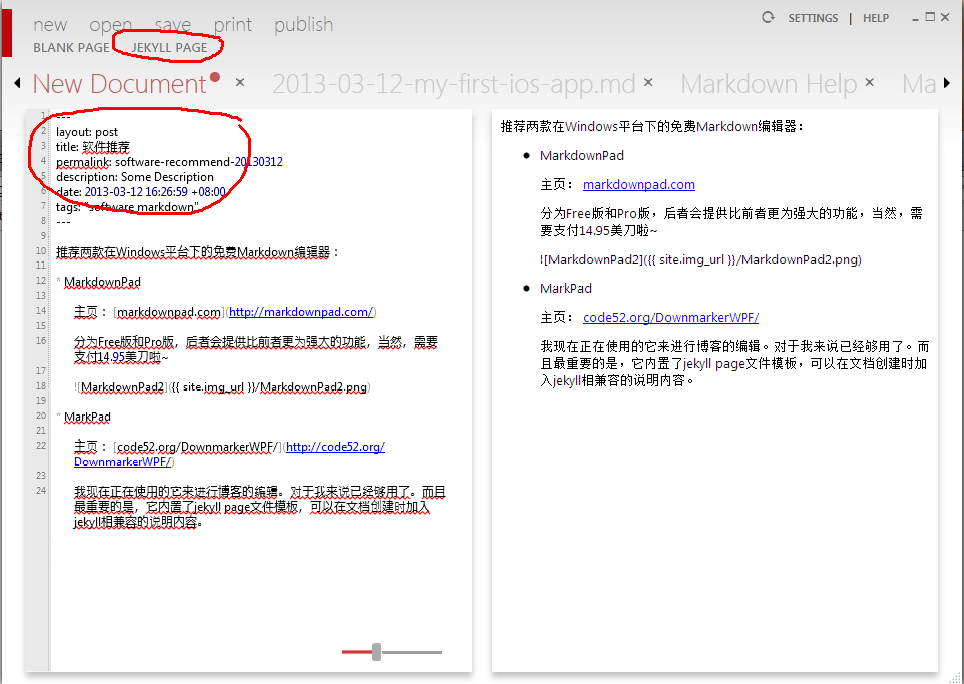 new open save print publish
SETTINGS | HELP
BLANK PAGE JEKYLL PAGE
New Document 2013-03-12-my-first-ios-app.md Markdown Help Ma
1 ---
2 layout: post
3 title: 软件推荐
4 permalink: software-recommend-20130312
5 description: Some Description
6 date: 2013-03-12 16:26:59 +08:00
7 tags: "software markdown"
8 ---
9
10 推荐两款在Windows平台下的免费Markdown编辑器：
11
12 * MarkdownPad
13
14 主页： [markdownpad.com](http://markdownpad.com/)
15
16 分为Free版和Pro版，后者会提供比前者更为强大的功能，当然，需要
支付14.95美刀啦~
17
18 ![MarkdownPad2]({{ site.img_url }}/MarkdownPad2.png)
19
20 * MarkPad
21
22 主页： [code52.org/DownmarkerWPF/](http://code52.org/
DownmarkerWPF/)
23
24 我现在正在使用的它来进行博客的编辑。对于我来说已经够用了。而且
最重要的是，它内置了jekyll page文件模板，可以在文档创建时加入
jekyll相兼容的说明内容。
推荐两款在Windows平台下的免费Markdown编辑器：
● MarkdownPad
主页： markdownpad.com
分为Free版和Pro版，后者会提供比前者更为强大的功能，当然，需
要支付14.95美刀啦~
![MarkdownPad2]({{ site.img_url }}/MarkdownPad2.png)
● MarkPad
主页： code52.org/DownmarkerWPF/
我现在正在使用的它来进行博客的编辑。对于我来说已经够用了。而
且最重要的是，它内置了jekyll page文件模板，可以在文档创建时加
入jekyll相兼容的说明内容。